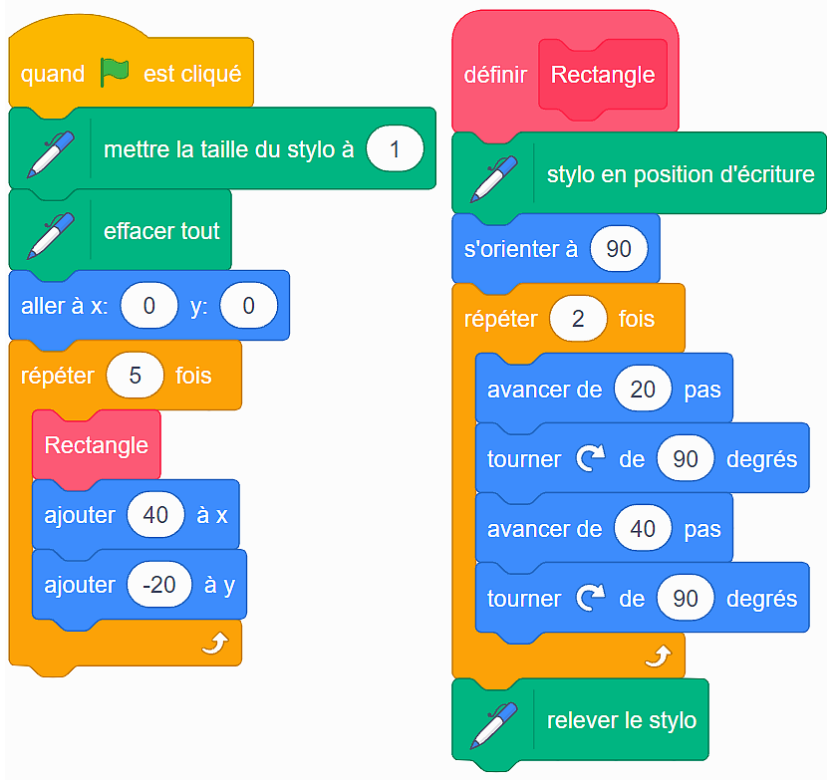 quand est cliqué
mettre la taille du stylo à 1
effacer tout
aller à x: 0 y: 0
répéter 5 fois
Rectangle
ajouter 40 à x
ajouter -20 à y
définir Rectangle
stylo en position d'écriture
s'orienter à 90
répéter 2 fois
avancer de 20 pas
tourner de 90 degrés
avancer de 40 pas
tourner de 90 degrés
relever le stylo